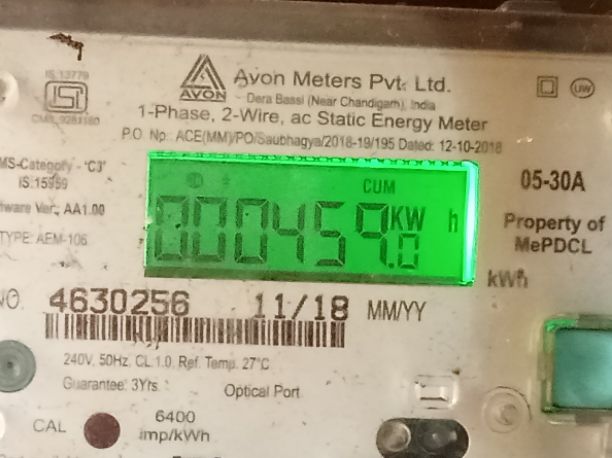 IS.13779
Avon Meters Pvt. Ltd.
AVON
Dera Bassi (Near Chandigarh), India
1-Phase, 2-Wire, ac Static Energy Meter
P.O. No: ACE(MM)/PO/Saubhagya/2018-19/195 Dated: 12-10-2018
MS-Category - 'C3'
IS:15959
ware Ver. AA1.00
TYPE: AEM-106
CUM
000459.0 KW h
05-30A
Property of
MePDCL
kWh
NO. 4630256 11/18 MM/YY
240V, 50Hz, CL.1.0, Ref. Temp. 27°C
Guarantee: 3Yrs.
Optical Port
CAL
6400
imp/kWh